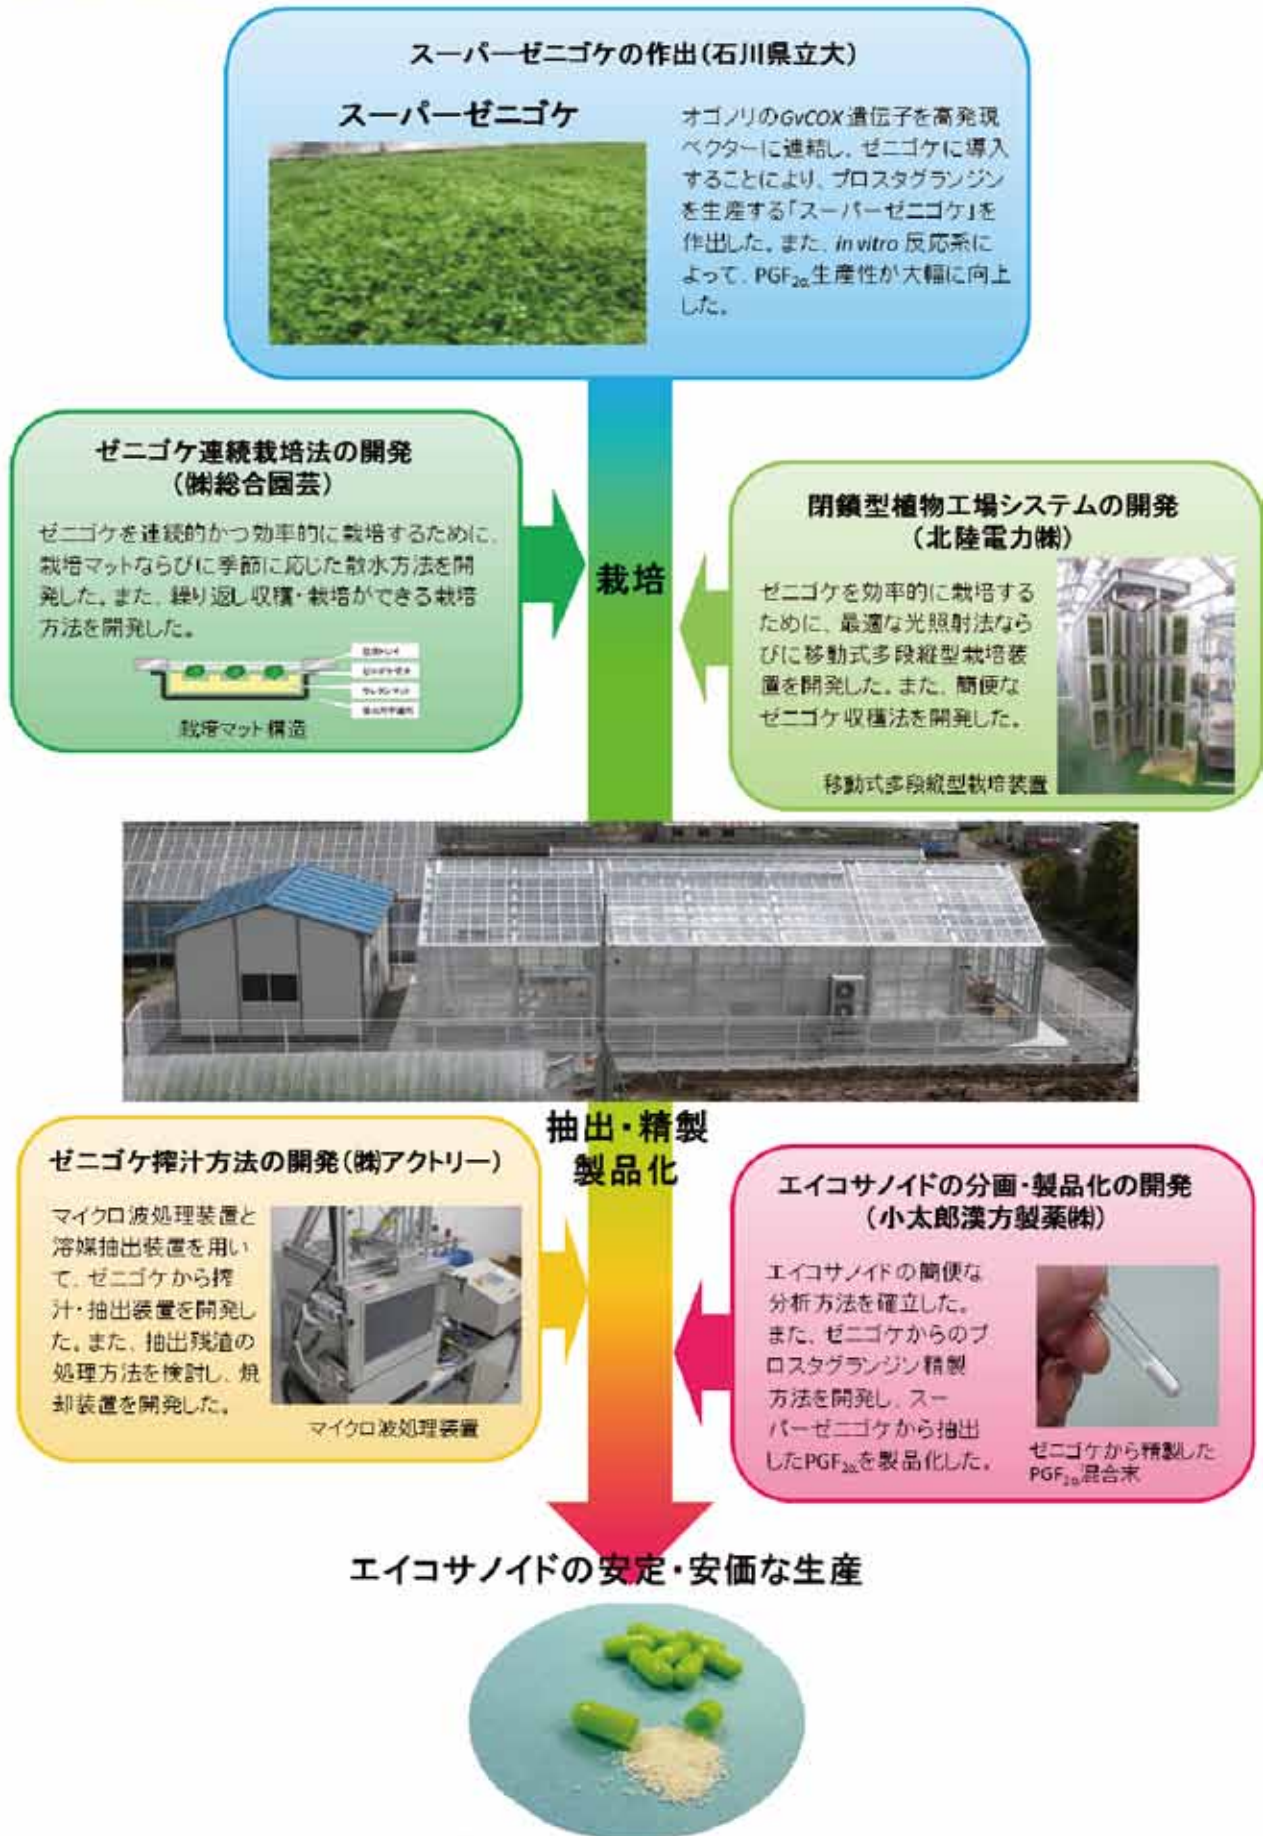 スーパーゼニゴケの作出(石川県立大)
スーパーゼニゴケ
オゴノリのGvCOX 遺伝子を高発現
ベクターに連結し、ゼニゴケに導入
することにより、プロスタグランジン
を生産する「スーパーゼニゴケ」を
作出した。また、in vitro 反応系に
よって、PGF2α生産性が大幅に向上
した。
ゼニゴケ連続栽培法の開発
(㈱総合園芸)
ゼニゴケを連続的かつ効率的に栽培するために、
栽培マットならびに季節に応じた散水方法を開
発した。また、繰り返し収穫・栽培ができる栽培
方法を開発した。
栽培マット構造
栽培
閉鎖型植物工場システムの開発
(北陸電力㈱)
ゼニゴケを効率的に栽培する
ために、最適な光照射法なら
びに移動式多段縦型栽培装
置を開発した。また、簡便な
ゼニゴケ収穫法を開発した。
移動式多段縦型栽培装置
抽出・精製
製品化
ゼニゴケ搾汁方法の開発(㈱アクトリー)
マイクロ波処理装置と
溶媒抽出装置を用い
て、ゼニゴケから搾
汁・抽出装置を開発し
た。また、抽出残渣の
処理方法を検討し、焼
却装置を開発した。
マイクロ波処理装置
エイコサノイドの分画・製品化の開発
(小太郎漢方製薬㈱)
エイコサノイドの簡便な
分析方法を確立した。
また、ゼニゴケからのプ
ロスタグランジン精製
方法を開発し、スー
パーゼニゴケから抽出
したPGF2αを製品化した。
ゼニゴケから精製した
PGF2α混合末
エイコサノイドの安定・安価な生産